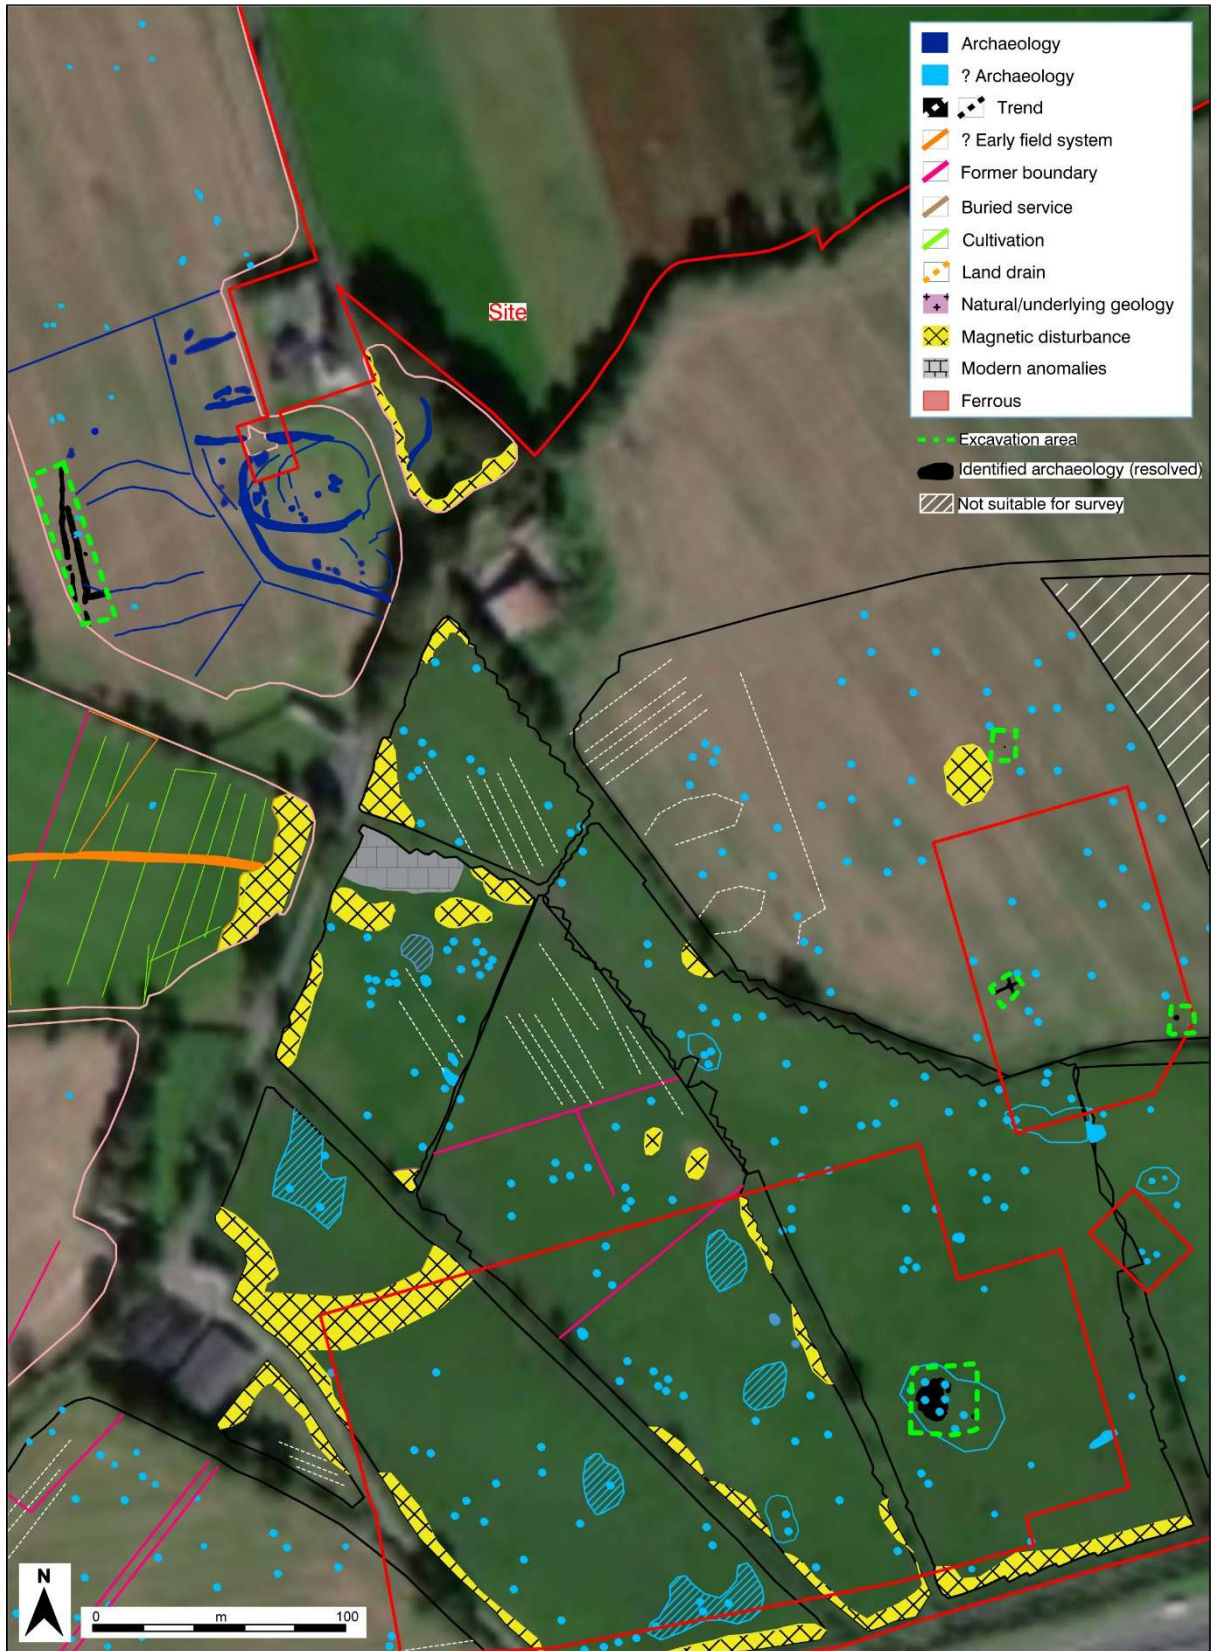 Archaeology
? Archaeology
Trend
? Early field system
Former boundary
Buried service
Cultivation
Land drain
Natural/underlying geology
Magnetic disturbance
Modern anomalies
Ferrous
Excavation area
Identified archaeology (resolved)
Not suitable for survey
Site
N
0 m 100